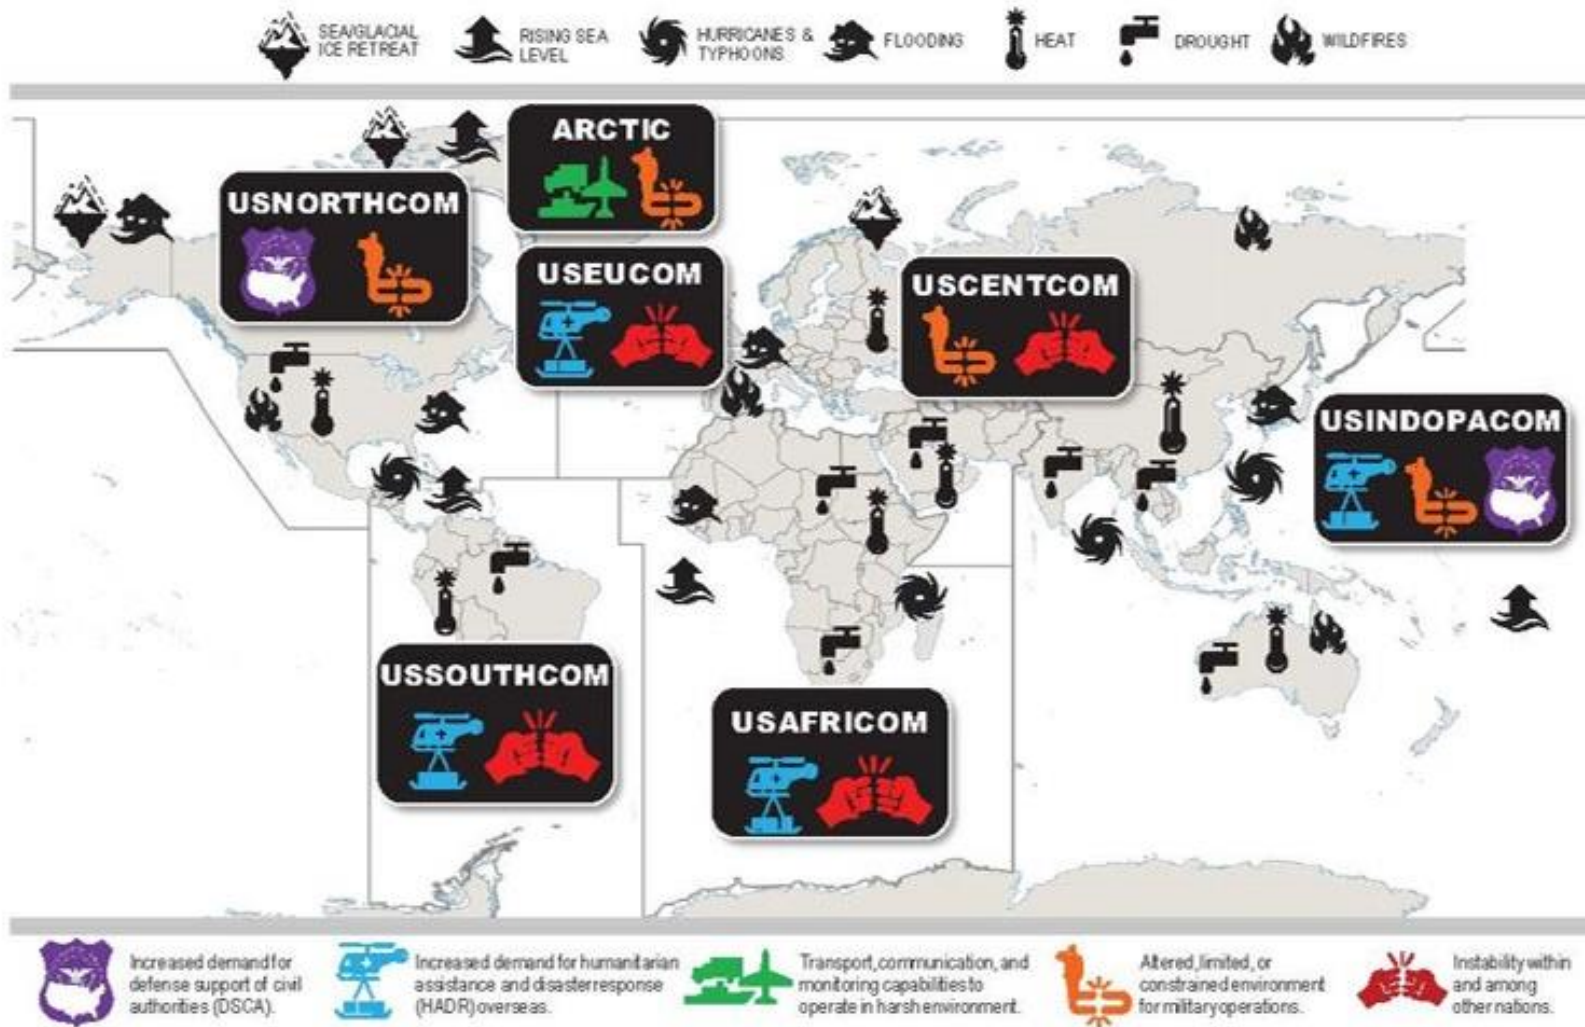 SEA/GLACIAL
ICE RETREAT
RISING SEA
LEVEL
HURRICANES &
TYPHOONS
FLOODING
HEAT
DROUGHT
WILDFIRES
ARCTIC
USNORTHCOM
USEUCOM
USCENTCOM
USINDOPACOM
USSOUTHCOM
USAFRICOM
Increased demand for
defense support of civil
authorities (DSCA).
Increased demand for humanitarian
assistance and disaster response
(HADR) overseas.
Transport, communication, and
monitoring capabilities to
operate in harsh environment.
Altered, limited, or
constrained environment
for military operations.
Instability within
and among
other nations.